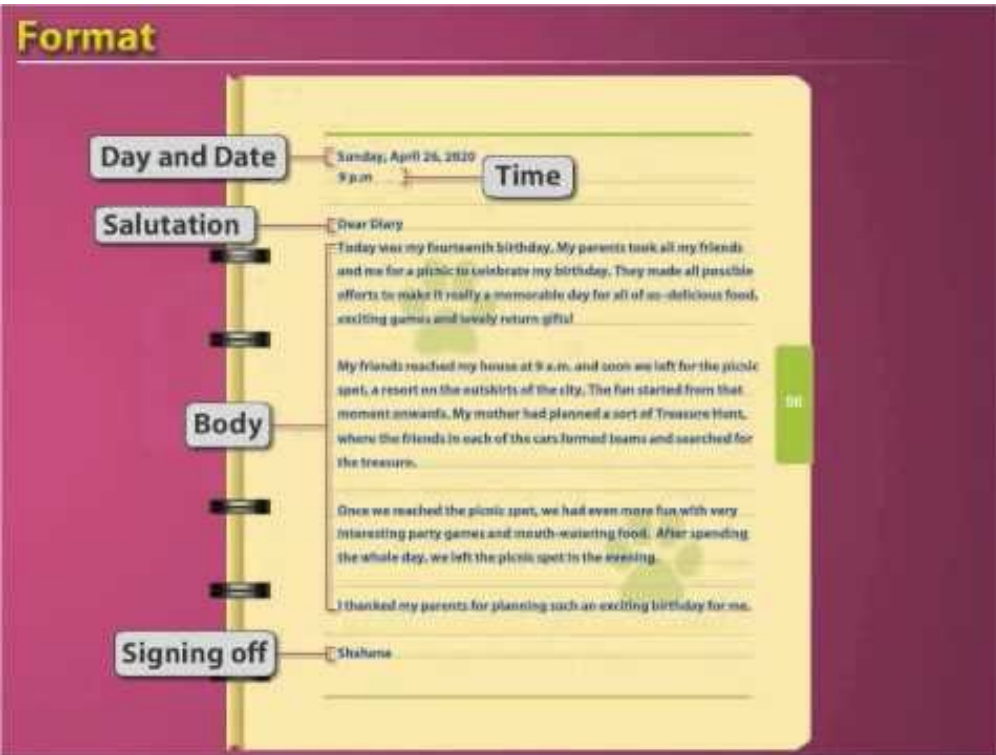 Format
Day and Date
Sunday, April 26, 2020
9 p.m
Time
Salutation
Dear Diary
Today was my fourteenth birthday. My parents took all my friends
and me for a picnic to celebrate my birthday. They made all possible
efforts to make it really a memorable day for all of us-delicious food,
exciting games and lovely return gifts!
My friends reached my house at 9 a.m. and soon we left for the picnic
spot, a resort on the outskirts of the city. The fun started from that
moment onwards. My mother had planned a sort of Treasure Hunt,
where the friends in each of the cars formed teams and searched for
the treasure.
Body
Once we reached the picnic spot, we had even more fun with very
interesting party games and mouth-watering food. After spending
the whole day, we left the picnic spot in the evening.
I thanked my parents for planning such an exciting birthday for me.
Signing off